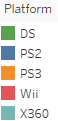 Platform
DS
PS2
PS3
Wii
X360